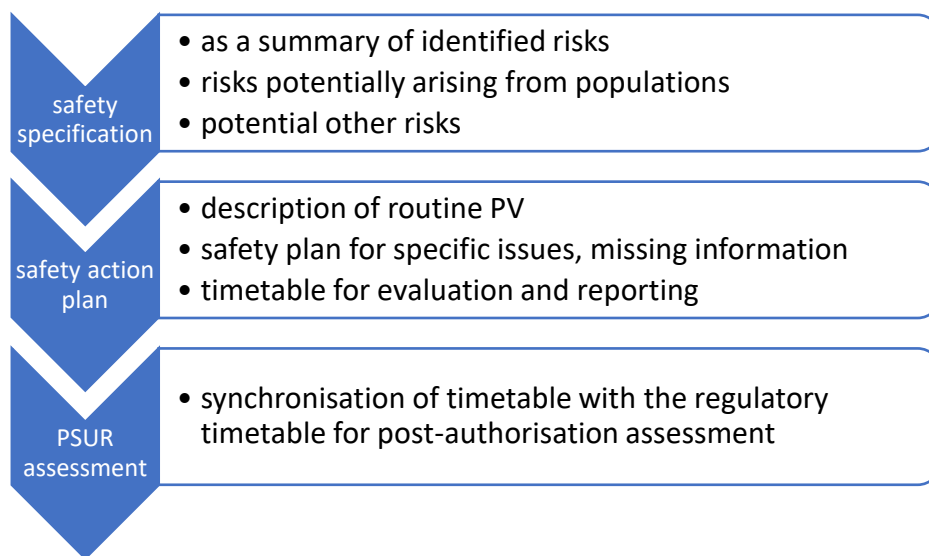 safety
specification
• as a summary of identified risks
• risks potentially arising from populations
• potential other risks
safety action
plan
• description of routine PV
• safety plan for specific issues, missing information
• timetable for evaluation and reporting
PSUR
assessment
• synchronisation of timetable with the regulatory
timetable for post-authorisation assessment